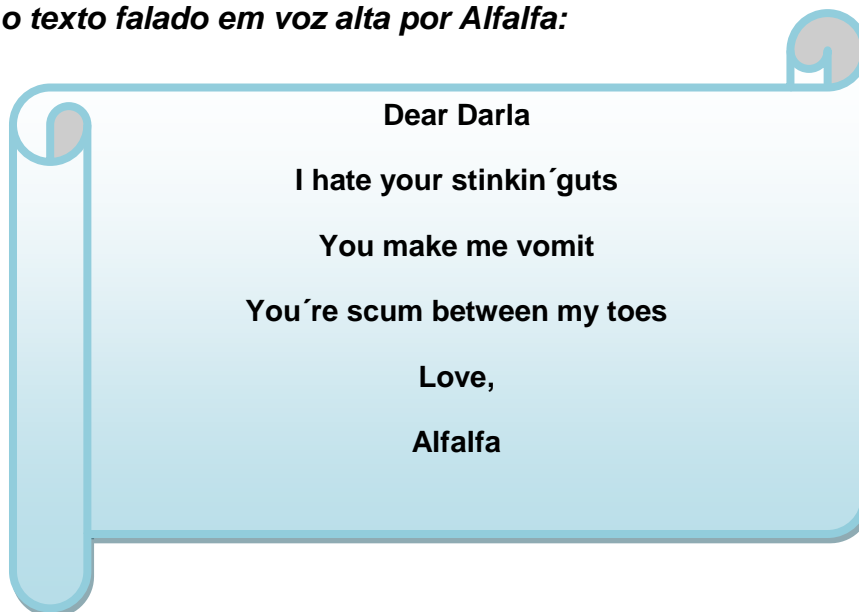 o texto falado em voz alta por Alfalfa:
Dear Darla
I hate your stinkin´guts
You make me vomit
You´re scum between my toes
Love,
Alfalfa